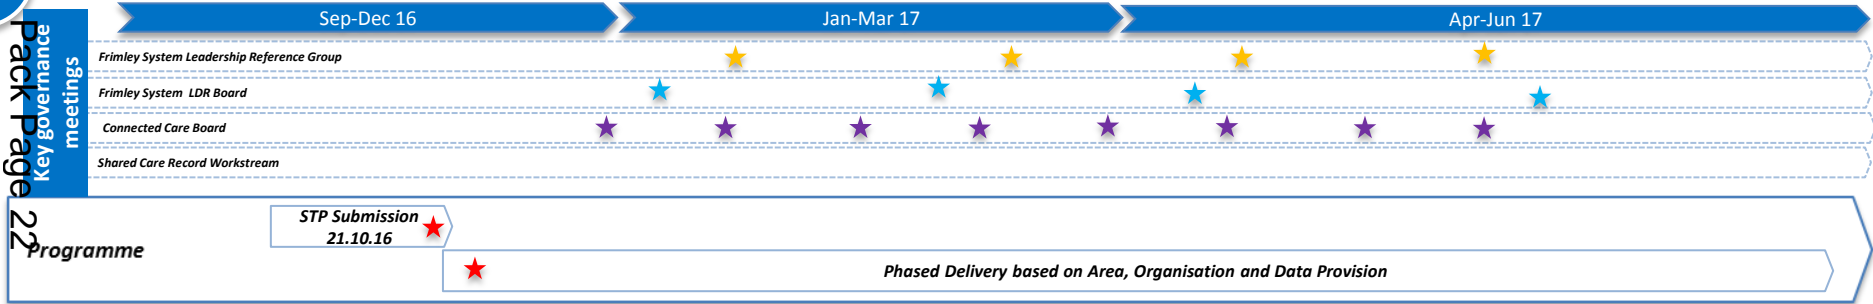 Sep-Dec 16
Jan-Mar 17
Apr-Jun 17
Pack Page 22
Key governance
meetings
Frimley System Leadership Reference Group
Frimley System LDR Board
Connected Care Board
Shared Care Record Workstream
Programme
STP Submission
21.10.16
Phased Delivery based on Area, Organisation and Data Provision